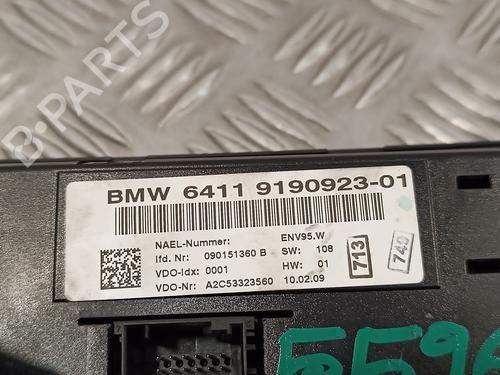 BMW 6411 9190923-01
NAEL-Nummer: ENV95.W
lfd. Nr: 090151360 B SW: 108
VDO-Idx: 0001 HW: 01
VDO-Nr: A2C53323560 10.02.09
713
740
B-PARTS